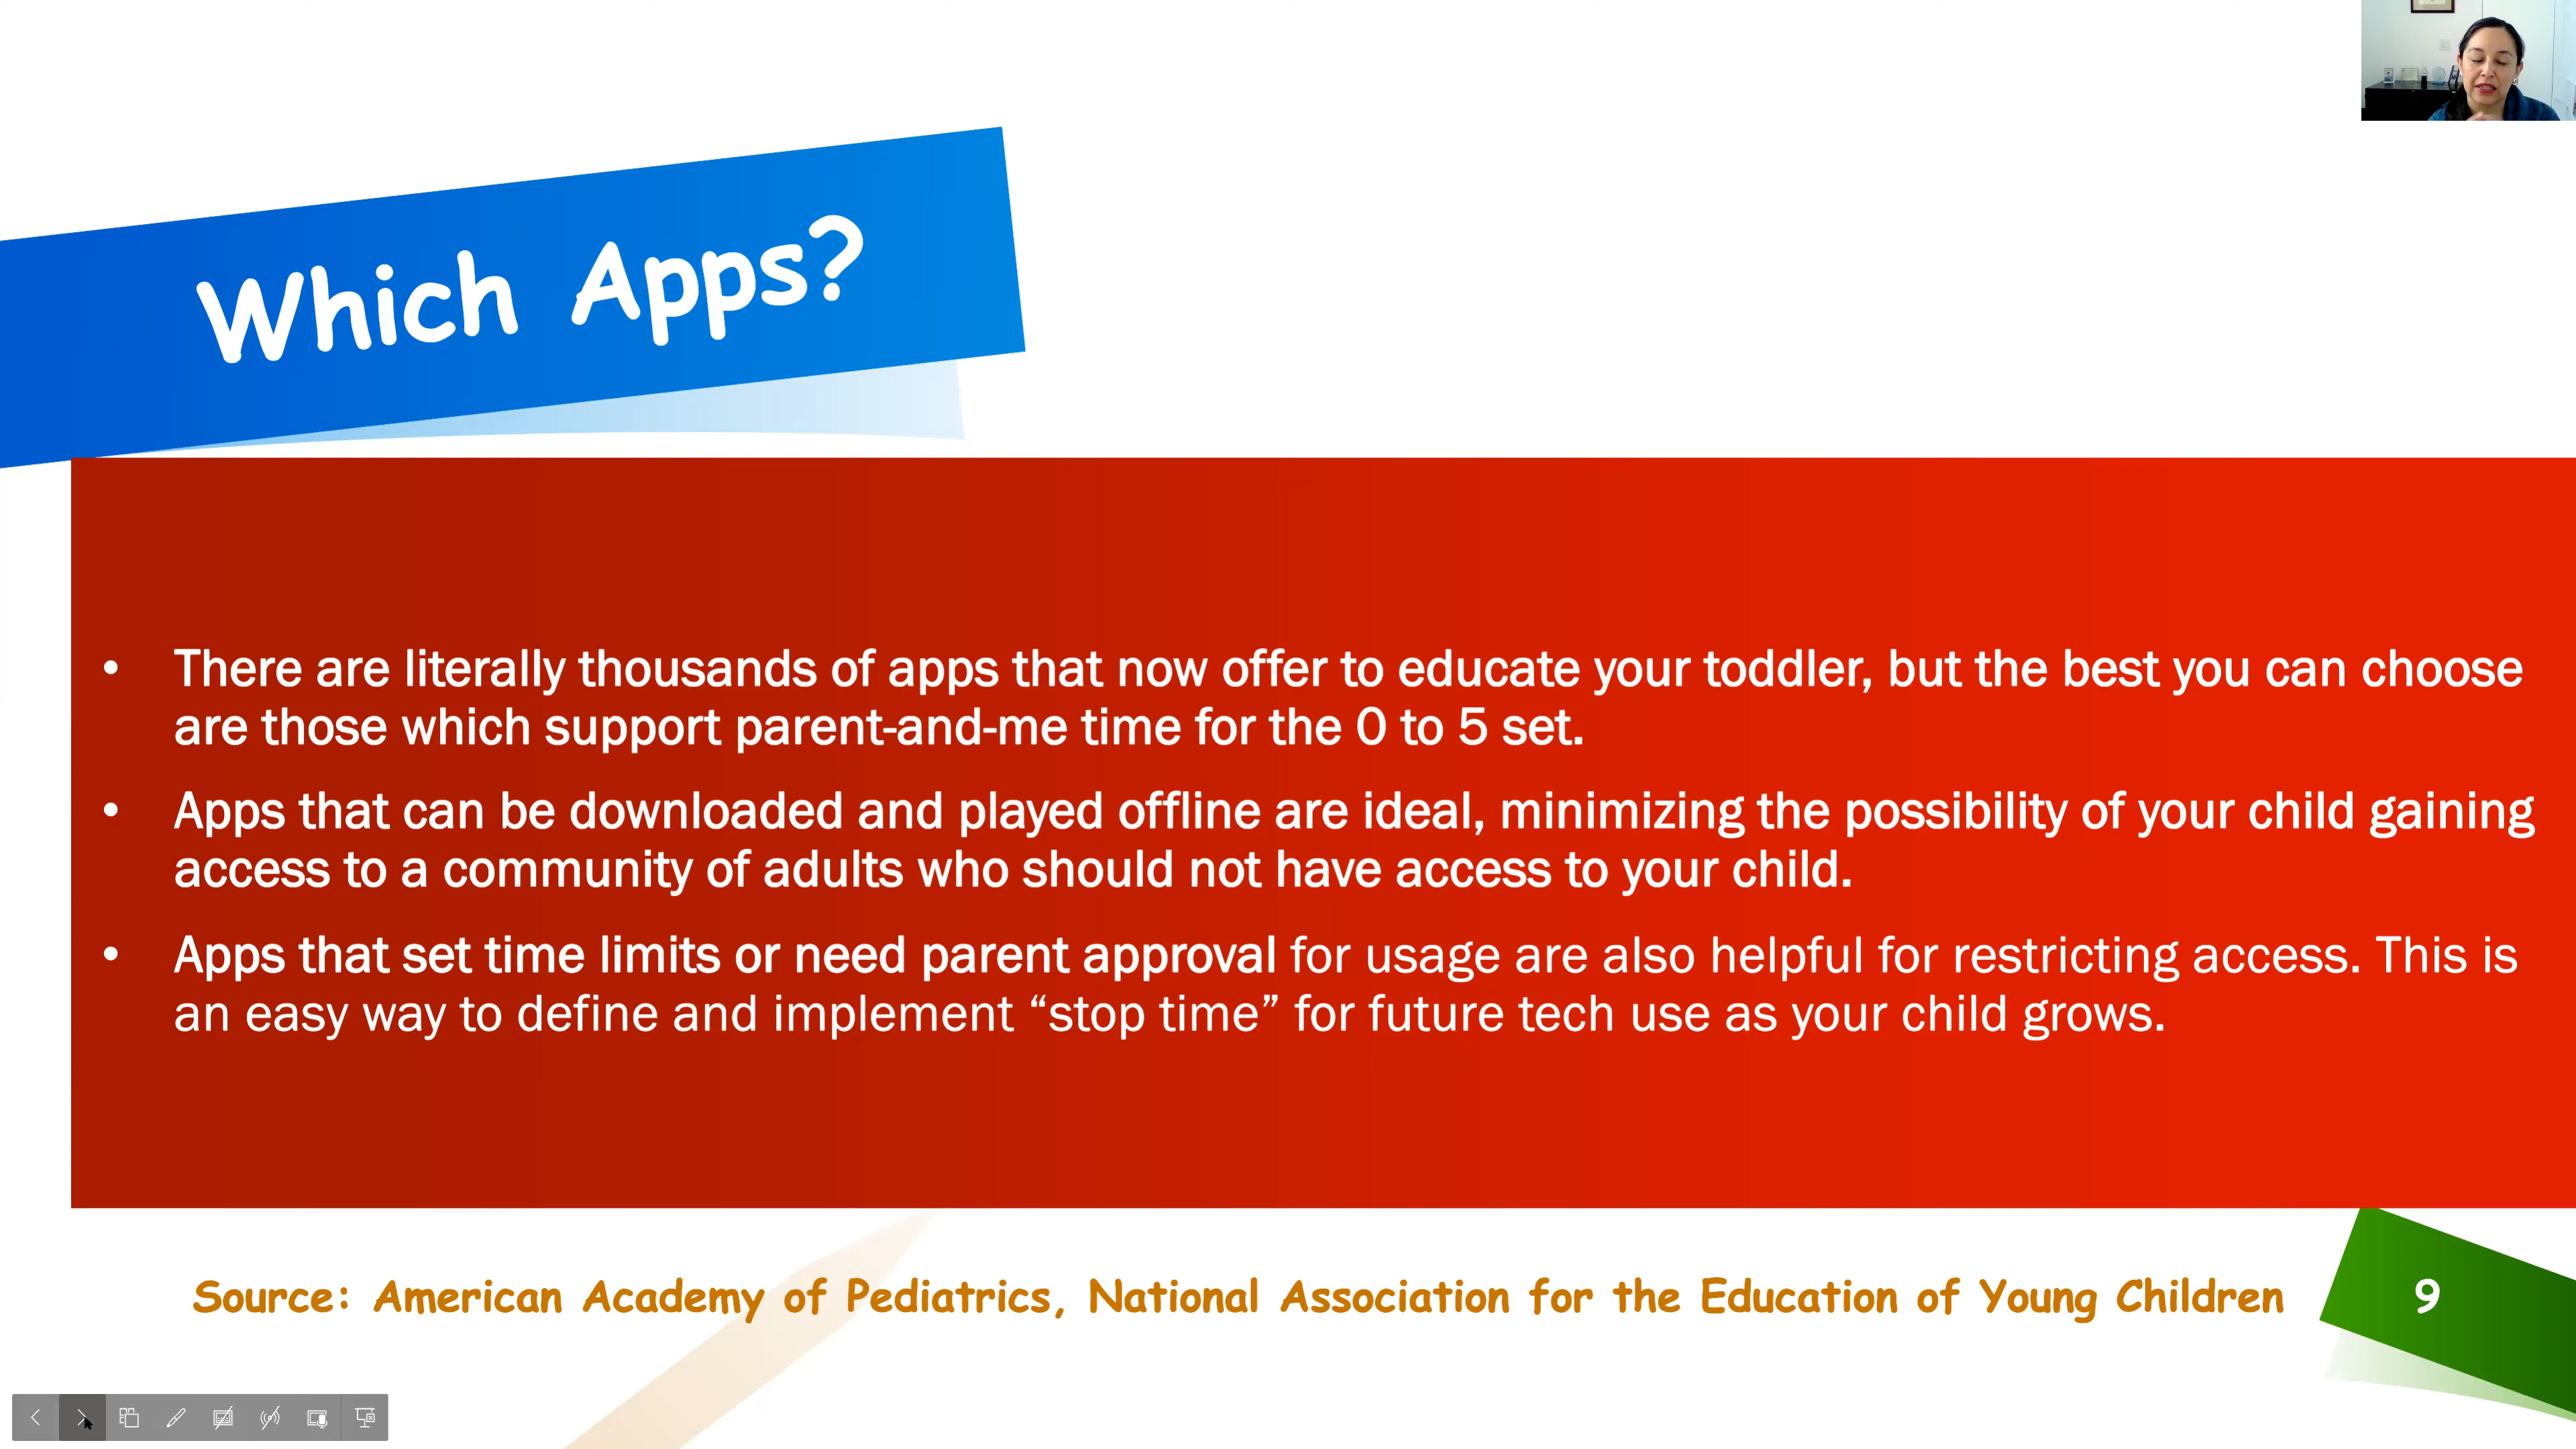 Which Apps?
• There are literally thousands of apps that now offer to educate your toddler, but the best you can choose
are those which support parent-and-me time for the 0 to 5 set.
• Apps that can be downloaded and played offline are ideal, minimizing the possibility of your child gaining
access to a community of adults who should not have access to your child.
• Apps that set time limits or need parent approval for usage are also helpful for restricting access. This is
an easy way to define and implement “stop time” for future tech use as your child grows.
Source: American Academy of Pediatrics, National Association for the Education of Young Children
9